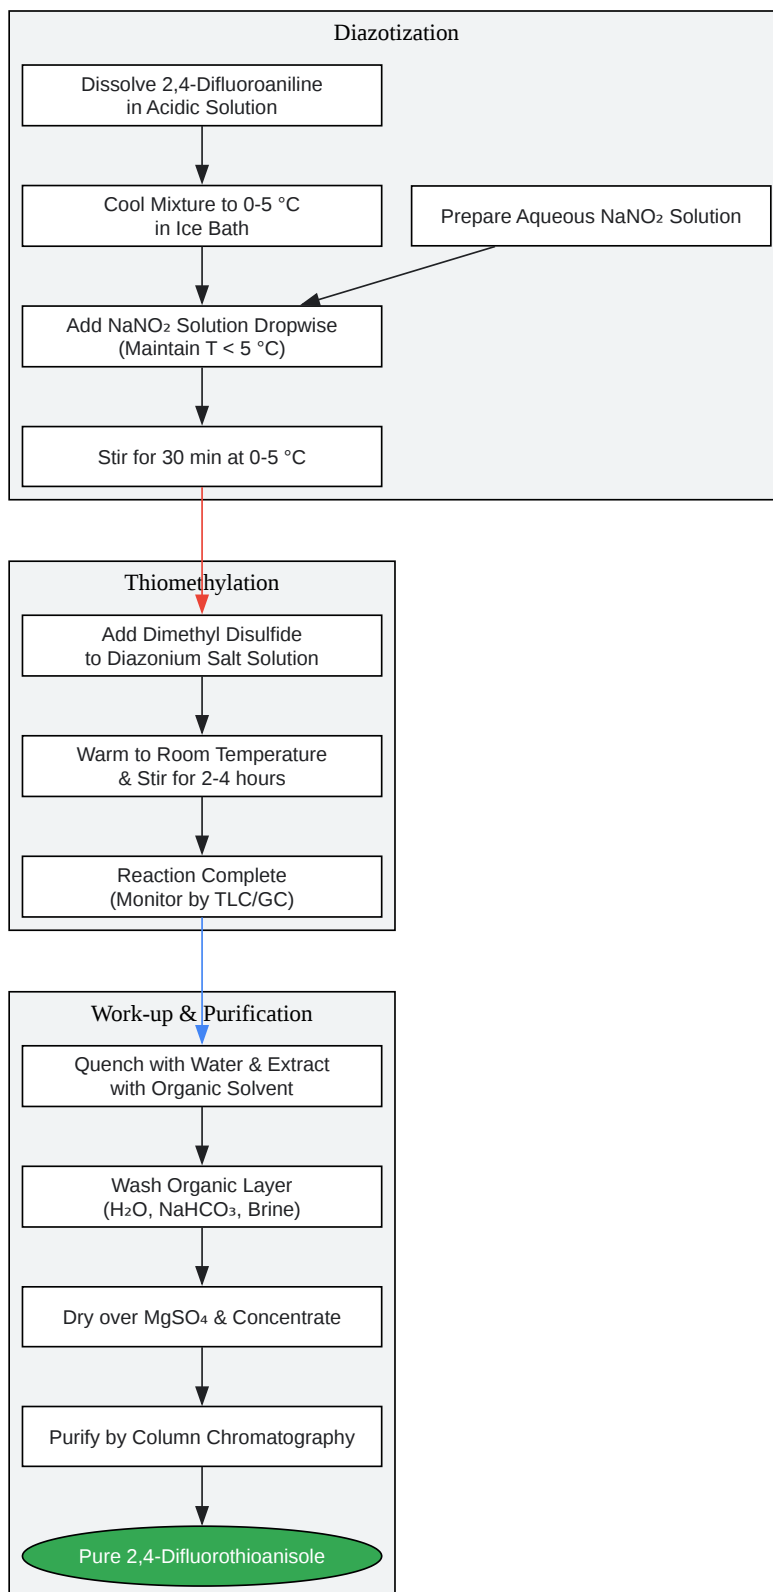 Diazotization
Dissolve 2,4-Difluoroaniline
in Acidic Solution
Cool Mixture to 0-5 °C
in Ice Bath
Prepare Aqueous NaNO₂ Solution
Add NaNO₂ Solution Dropwise
(Maintain T < 5 °C)
Stir for 30 min at 0-5 °C
Thiomethylation
Add Dimethyl Disulfide
to Diazonium Salt Solution
Warm to Room Temperature
& Stir for 2-4 hours
Reaction Complete
(Monitor by TLC/GC)
Work-up & Purification
Quench with Water & Extract
with Organic Solvent
Wash Organic Layer
(H₂O, NaHCO₃, Brine)
Dry over MgSO₄ & Concentrate
Purify by Column Chromatography
Pure 2,4-Difluorothioanisole